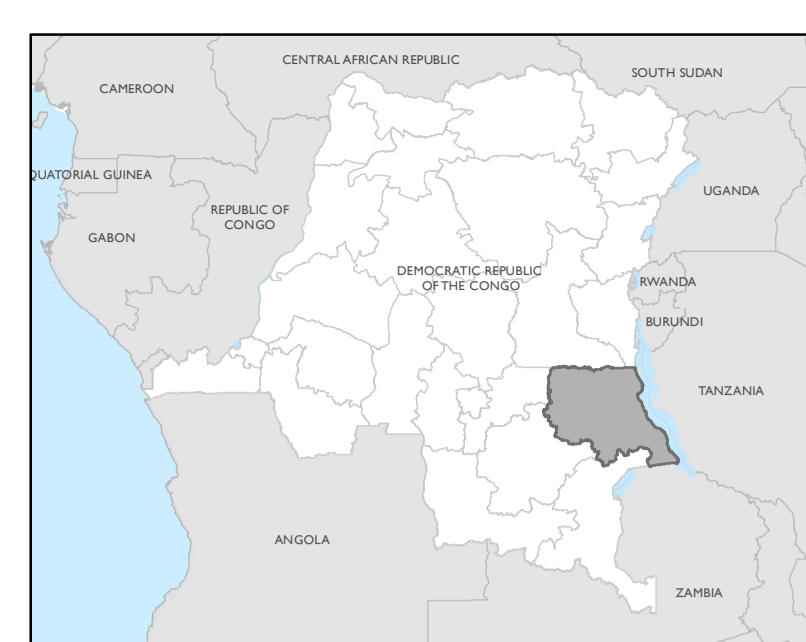 CENTRAL AFRICAN REPUBLIC
SOUTH SUDAN
CAMEROON
QUATORIAL GUINEA
UGANDA
REPUBLIC OF
CONGO
GABON
DEMOCRATIC REPUBLIC
OF THE CONGO
RWANDA
BURUNDI
TANZANIA
ANGOLA
ZAMBIA